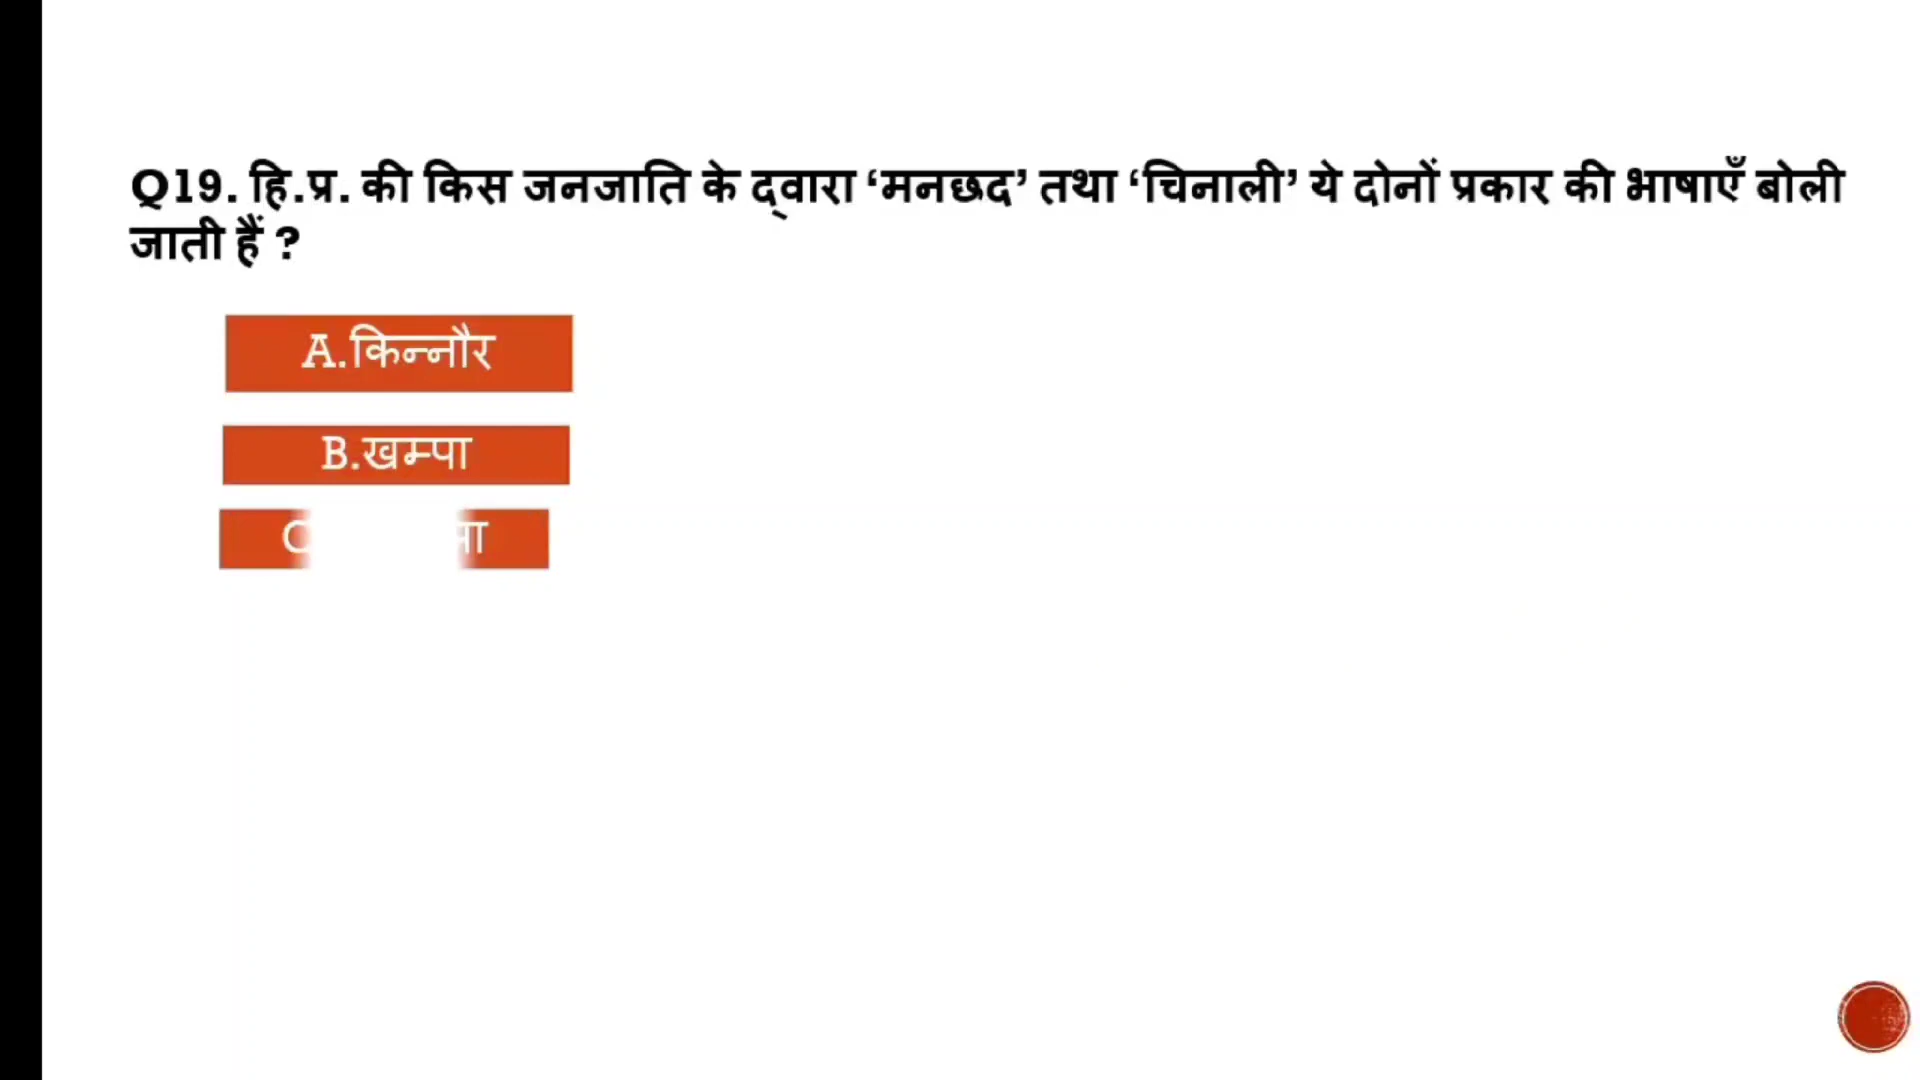 Q19. हि.प्र. की किस जनजाति के द्वारा ‘मनछद’ तथा ‘चिनाली’ ये दोनों प्रकार की भाषाएँ बोली
जाती हैं ?
A.किन्नौर
B.खम्पा